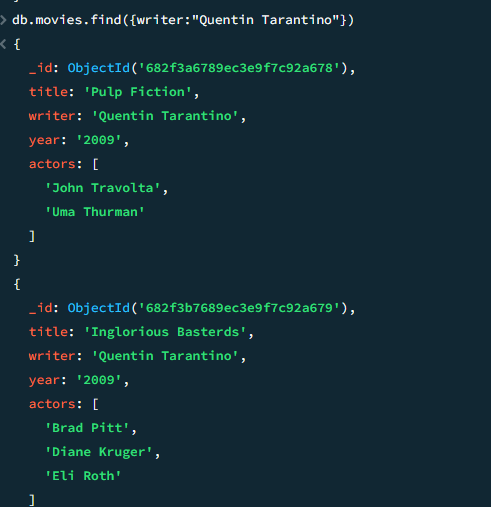 > db.movies.find({writer:"Quentin Tarantino"})
< {
_id: ObjectId('682f3a6789ec3e9f7c92a678'),
title: 'Pulp Fiction',
writer: 'Quentin Tarantino',
year: '2009',
actors: [
'John Travolta',
'Uma Thurman'
]
}
{
_id: ObjectId('682f3b7689ec3e9f7c92a679'),
title: 'Inglorious Basterds',
writer: 'Quentin Tarantino',
year: '2009',
actors: [
'Brad Pitt',
'Diane Kruger',
'Eli Roth'
]